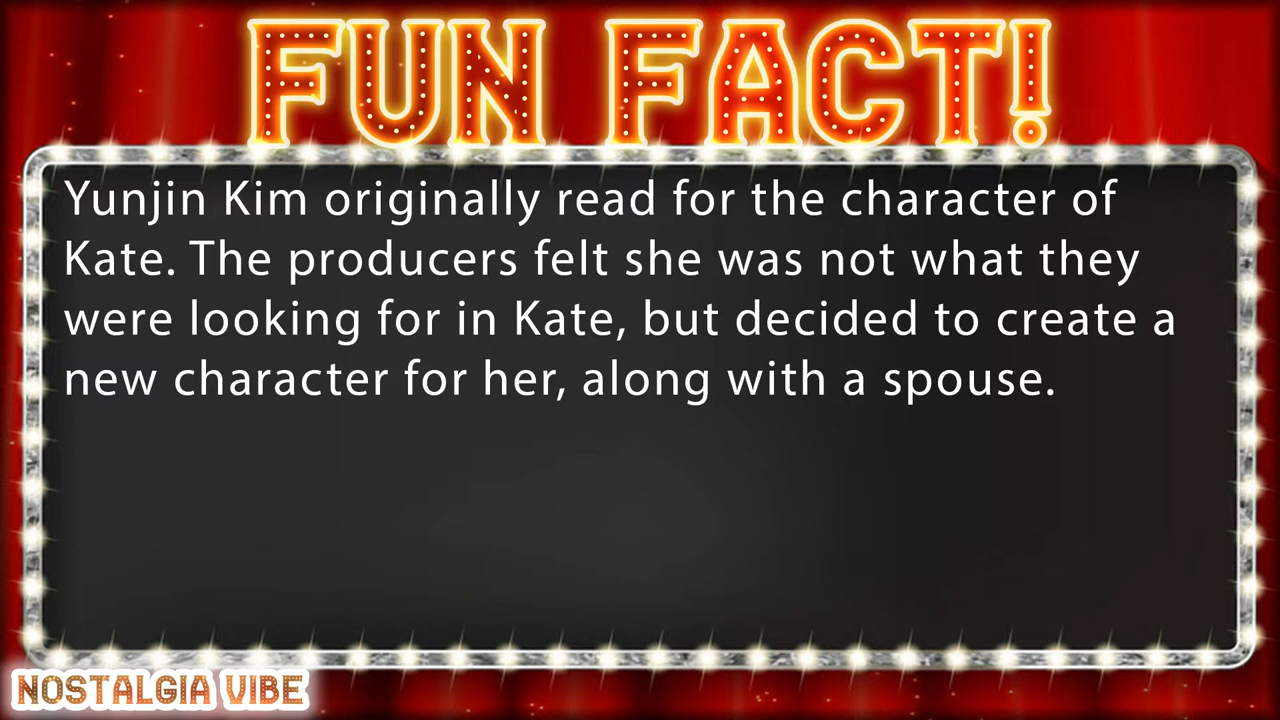 FUN FACT!
Yunjin Kim originally read for the character of
Kate. The producers felt she was not what they
were looking for in Kate, but decided to create a
new character for her, along with a spouse.
NOSTALGIA VIBE